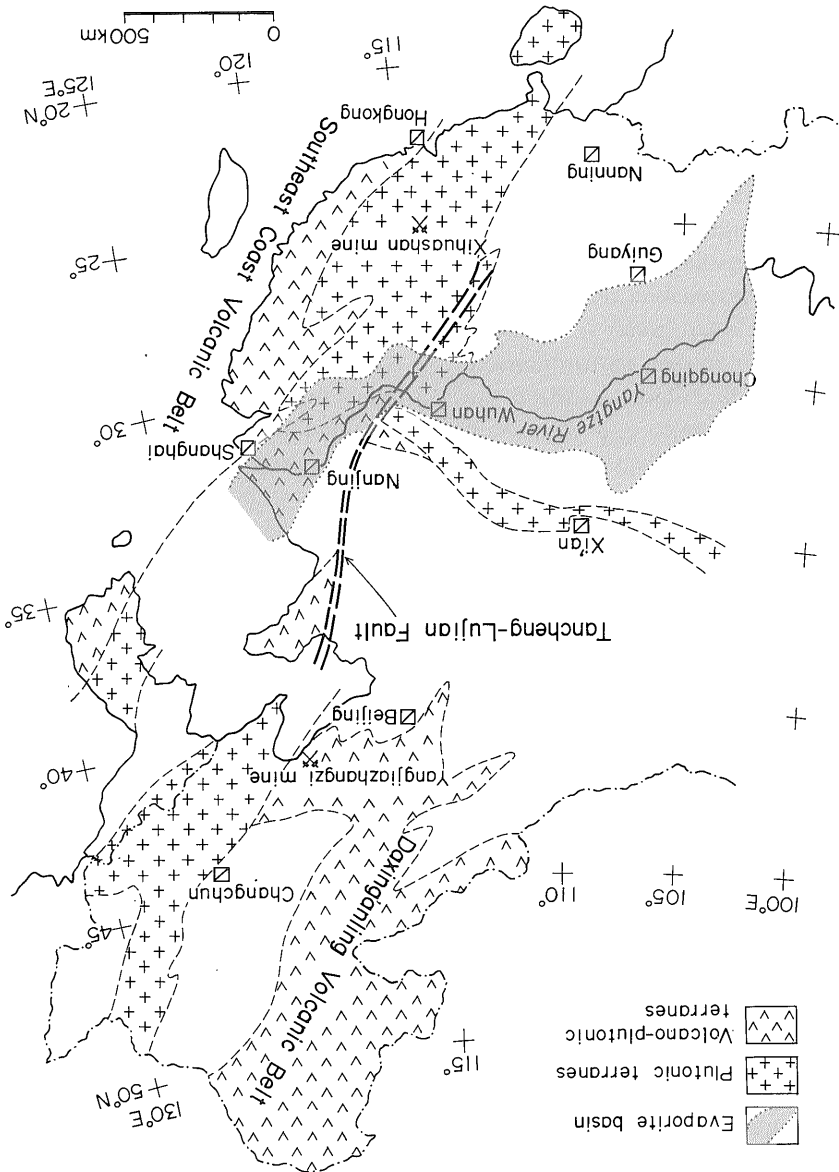 Evaporite basin
Plutonic terranes
Volcano-plutonic
terranes
130°E
50°N
115°
Daxinganling Volcanic Belt
45°
100°E
105°
110°
Changchun
40°
Yangjiazhangzi mine
Beijing
Tancheng-Lujian
Fault
35°
Xi'an
Nanjing
Shanghai
30°
Yangtze River
Wuhan
Chongqing
Guiyang
25°
Xihuashan mine
Southeast Coast Volcanic Belt
Nanning
Hongkong
20°N
125°E
120°
115°
0 500 km